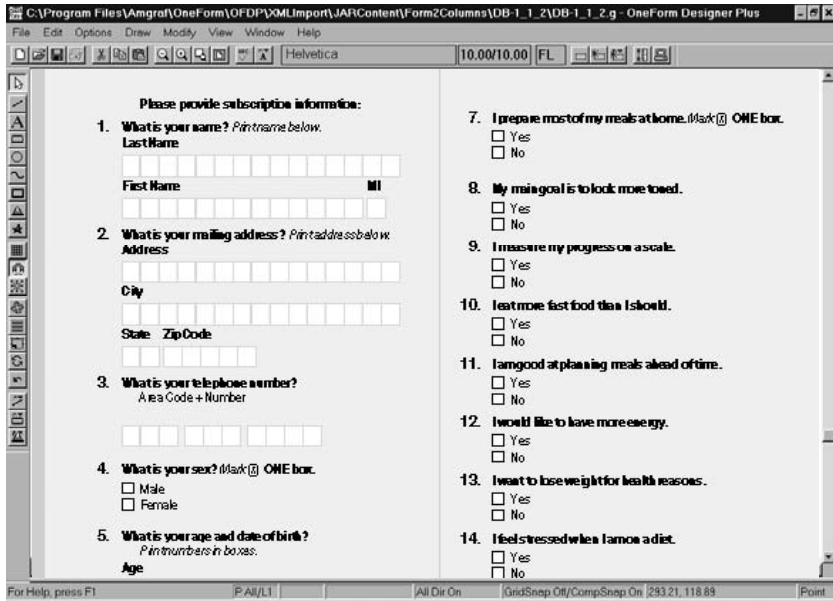 C:\Program Files\Amgraf\OneForm\OFDP\XMLImport\JARContent\Form2Columns\DB-1_1_2\DB-1_1_2.g - OneForm Designer Plus
File Edit Options Draw Modify View Window Help
Helvetica 10.00/10.00 FL
Please provide subscription information:
1. What is your name? Print name below.
Last Name
First Name MI
2. What is your mailing address? Print address below.
Address
City
State Zip Code
3. What is your telephone number?
Area Code + Number
4. What is your sex? Mark X ONE box.
Male
Female
5. What is your age and date of birth?
Print numbers in boxes.
Age
7. I prepare most of my meals at home. Mark X ONE box.
Yes
No
8. My main goal is to look more toned.
Yes
No
9. I measure my progress on a scale.
Yes
No
10. I eat more fast food than I should.
Yes
No
11. I am good at planning meals ahead of time.
Yes
No
12. I would like to have more energy.
Yes
No
13. I want to lose weight for health reasons.
Yes
No
14. I feel stressed when I am on a diet.
Yes
No
For Help, press F1 P All/L1 All Dir On GridSnap Off/CompSnap On 293.21, 118.89 Point